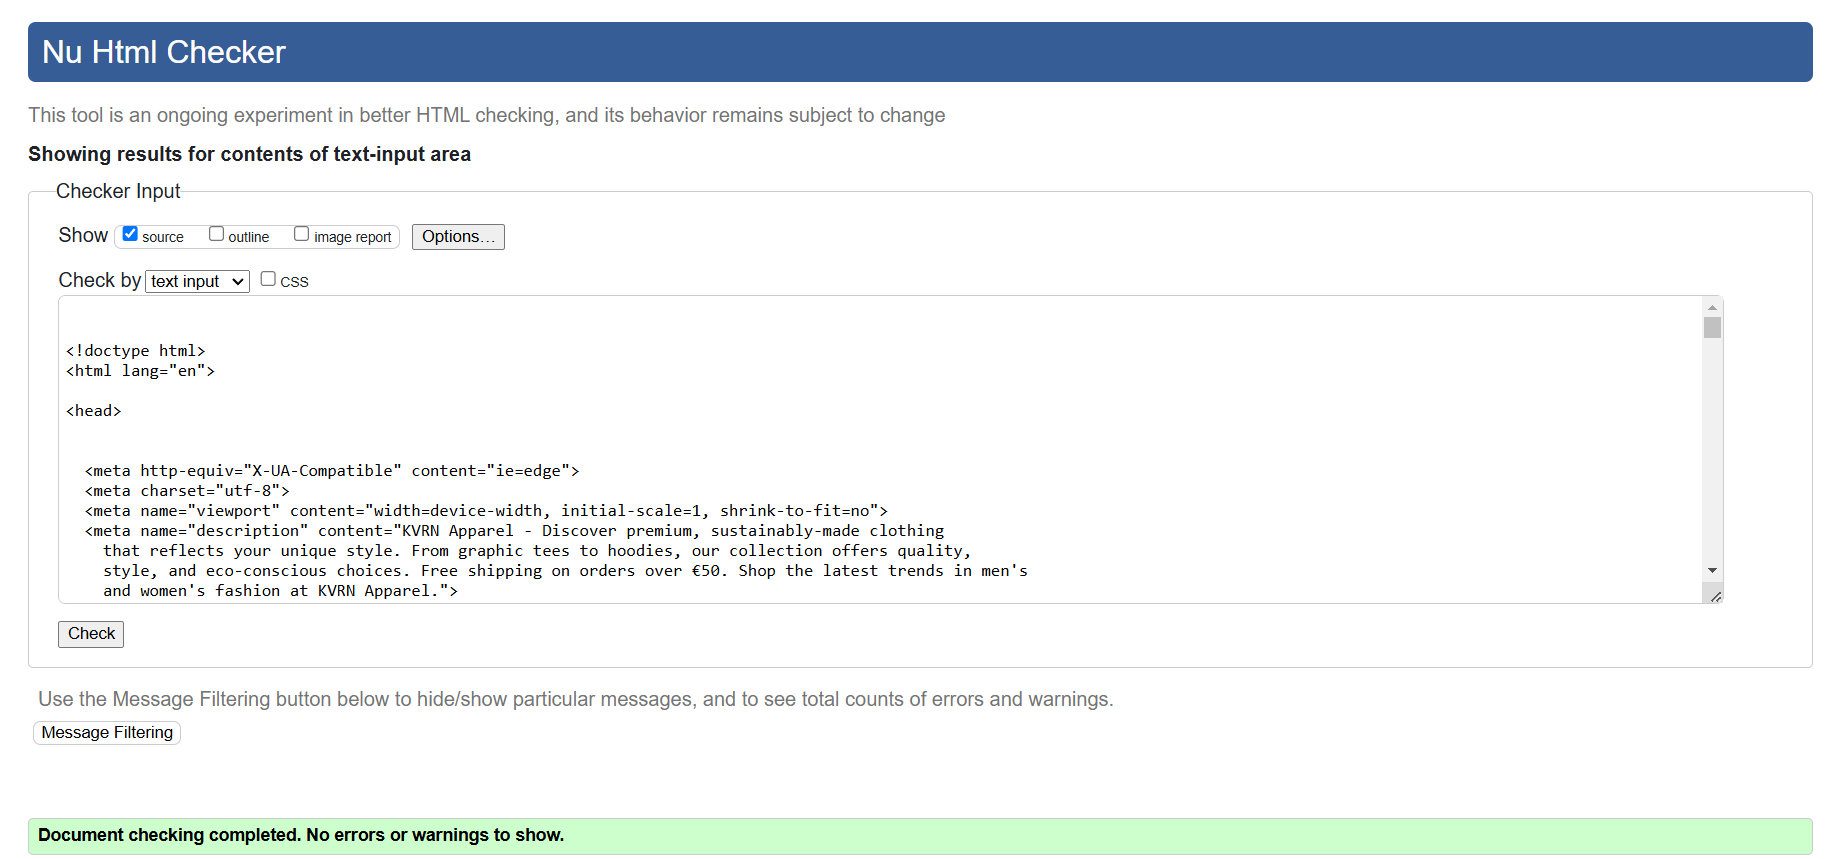 Nu Html Checker
This tool is an ongoing experiment in better HTML checking, and its behavior remains subject to change
Showing results for contents of text-input area
Checker Input
Show source outline image report Options...
Check by text input CSS
<!doctype html>
<html lang="en">
<head>
<meta http-equiv="X-UA-Compatible" content="ie=edge">
<meta charset="utf-8">
<meta name="viewport" content="width=device-width, initial-scale=1, shrink-to-fit=no">
<meta name="description" content="KVRN Apparel - Discover premium, sustainably-made clothing
that reflects your unique style. From graphic tees to hoodies, our collection offers quality,
style, and eco-conscious choices. Free shipping on orders over €50. Shop the latest trends in men's
and women's fashion at KVRN Apparel.">
Check
Use the Message Filtering button below to hide/show particular messages, and to see total counts of errors and warnings.
Message Filtering
Document checking completed. No errors or warnings to show.